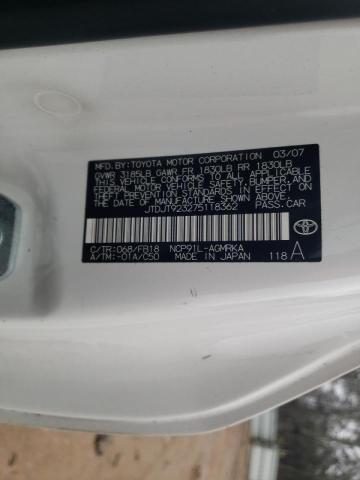 MFD.BY:TOYOTA MOTOR CORPORATION 03/07
GVWR 3185LB GAWR FR 1830LB RR 1830LB
THIS VEHICLE CONFORMS TO ALL APPLICABLE
FEDERAL MOTOR VEHICLE SAFETY, BUMPER, AND
THEFT PREVENTION STANDARDS IN EFFECT ON
THE DATE OF MANUFACTURE SHOWN ABOVE.
JTDJT923275118362 PASS.CAR
C/TR:068/FB18 NCP91L-AGMRKA
A/TM:-01A/C50 MADE IN JAPAN 118 A